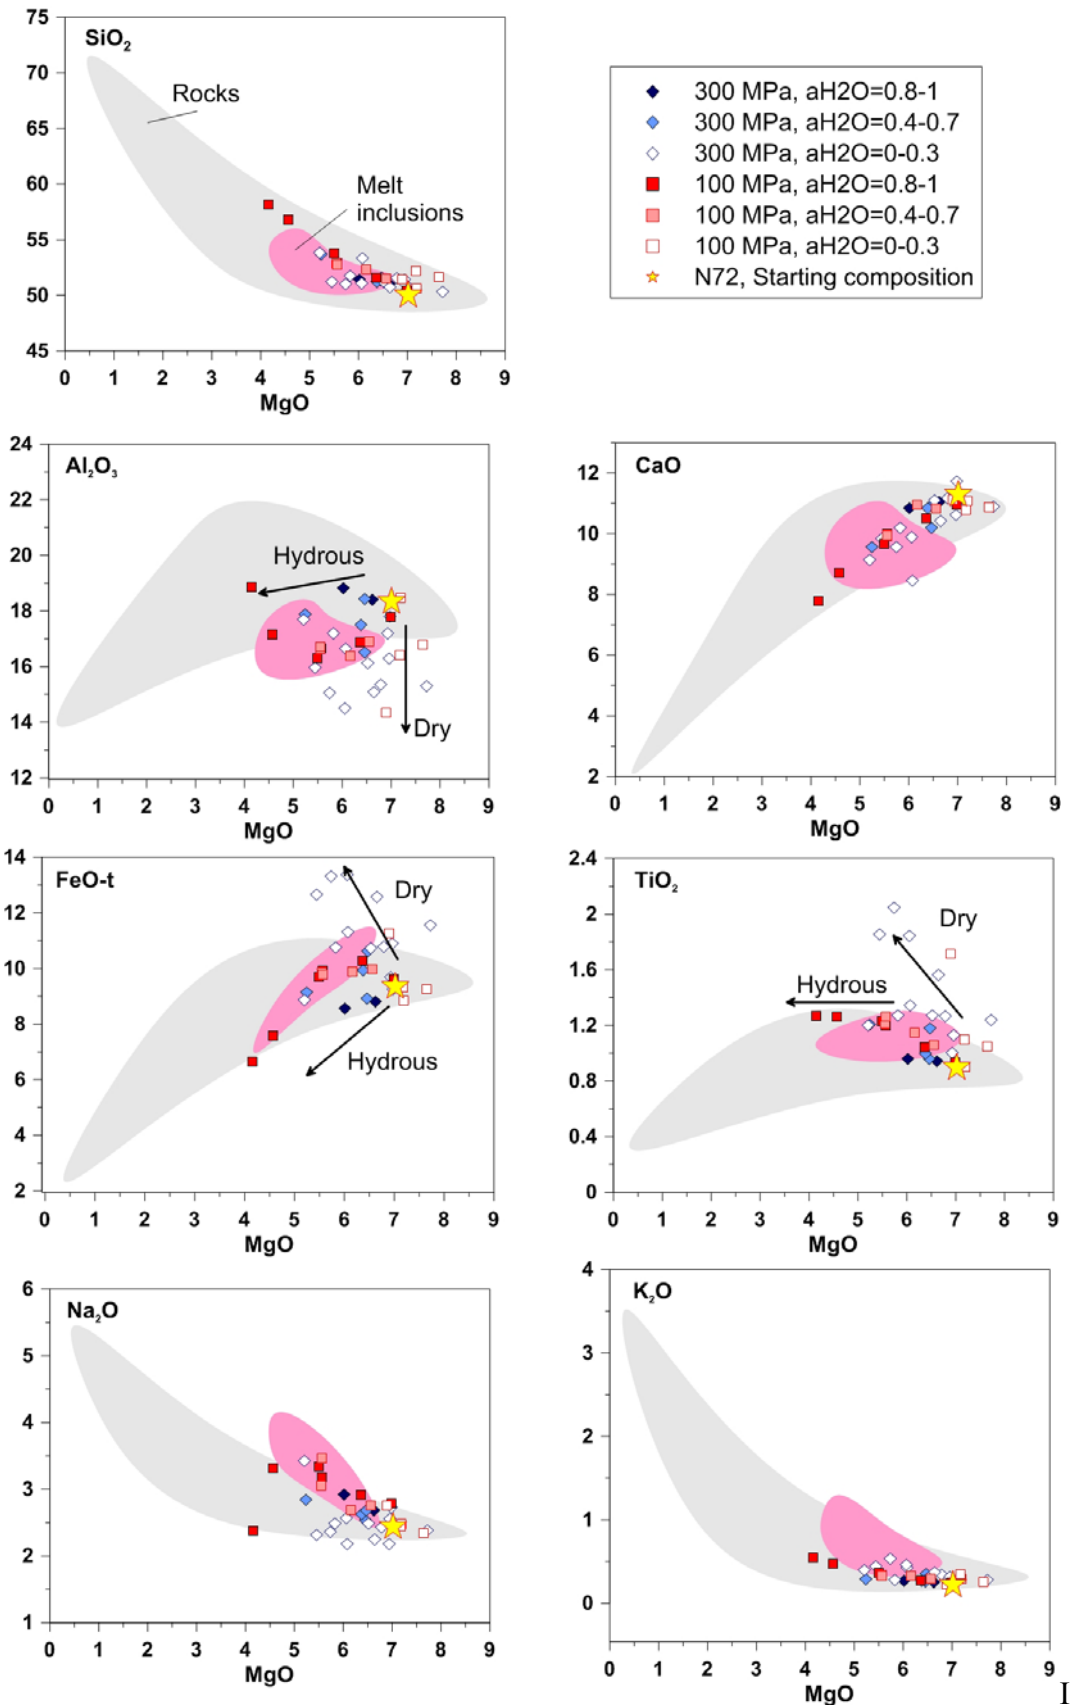 75
SiO2
70
Rocks
65
60
Melt
inclusions
55
50
45
0 1 2 3 4 5 6 7 8 9
MgO
300 MPa, aH2O=0.8-1
300 MPa, aH2O=0.4-0.7
300 MPa, aH2O=0-0.3
100 MPa, aH2O=0.8-1
100 MPa, aH2O=0.4-0.7
100 MPa, aH2O=0-0.3
N72, Starting composition
24
Al2O3
22
20
Hydrous
18
16
14
Dry
12
0 1 2 3 4 5 6 7 8 9
MgO
12
CaO
10
8
6
4
2
0 1 2 3 4 5 6 7 8 9
MgO
14
FeO-t
Dry
12
10
8
Hydrous
6
4
2
0 1 2 3 4 5 6 7 8 9
MgO
2.4
TiO2
2
Dry
1.6
Hydrous
1.2
0.8
0.4
0
0 1 2 3 4 5 6 7 8 9
MgO
6
Na2O
5
4
3
2
1
0 1 2 3 4 5 6 7 8 9
MgO
4
K2O
3
2
1
0
0 1 2 3 4 5 6 7 8 9
MgO
I